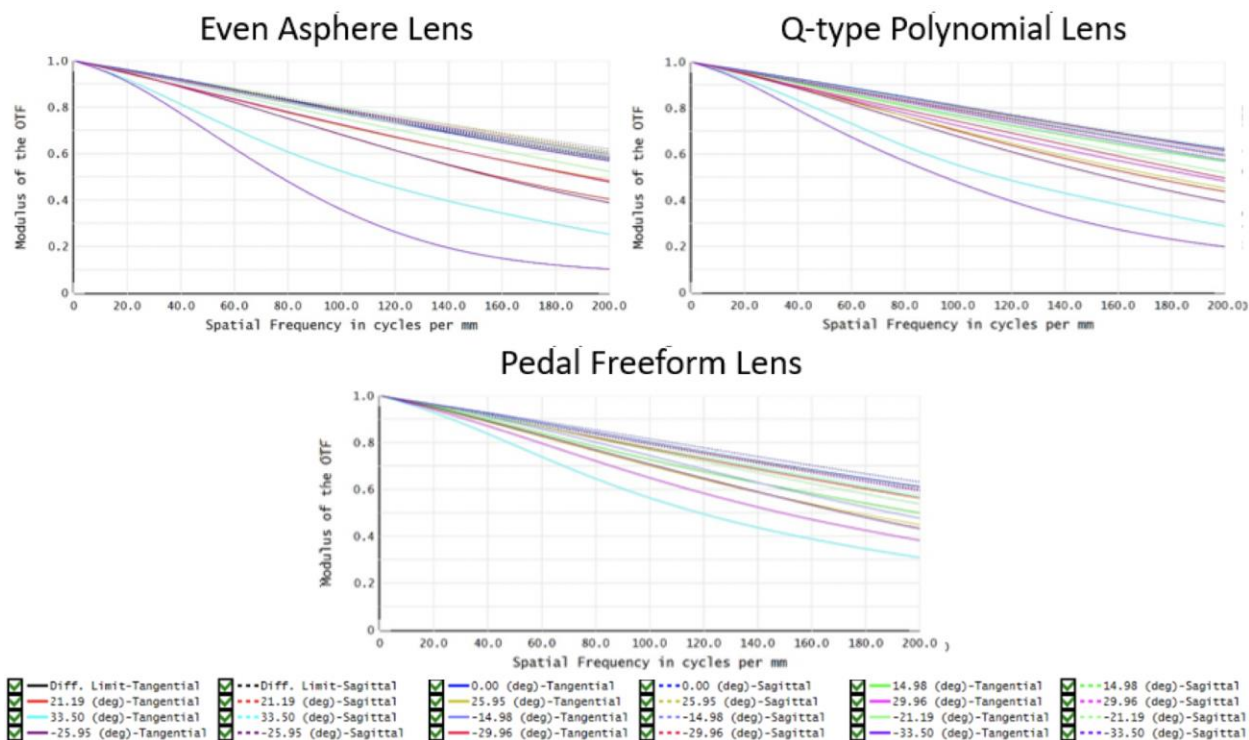 Even Asphere Lens
Q-type Polynomial Lens
1.0
0.8
0.6
0.4
0.2
0
Modulus of the OTF
0 20.0 40.0 60.0 80.0 100.0 120.0 140.0 160.0 180.0 200.0
Spatial Frequency in cycles per mm
1.0
0.8
0.6
0.4
0.2
0
Modulus of the OTF
0 20.0 40.0 60.0 80.0 100.0 120.0 140.0 160.0 180.0 200.0
Spatial Frequency in cycles per mm
Pedal Freeform Lens
1.0
0.8
0.6
0.4
0.2
0
Modulus of the OTF
0 20.0 40.0 60.0 80.0 100.0 120.0 140.0 160.0 180.0 200.0
Spatial Frequency in cycles per mm
Diff. Limit-Tangential Diff. Limit-Sagittal 0.00 (deg)-Tangential 0.00 (deg)-Sagittal 14.98 (deg)-Tangential 14.98 (deg)-Sagittal
21.19 (deg)-Tangential 21.19 (deg)-Sagittal 25.95 (deg)-Tangential 25.95 (deg)-Sagittal 29.96 (deg)-Tangential 29.96 (deg)-Sagittal
33.50 (deg)-Tangential 33.50 (deg)-Sagittal -14.98 (deg)-Tangential -14.98 (deg)-Sagittal -21.19 (deg)-Tangential -21.19 (deg)-Sagittal
-25.95 (deg)-Tangential -25.95 (deg)-Sagittal -29.96 (deg)-Tangential -29.96 (deg)-Sagittal -33.50 (deg)-Tangential -33.50 (deg)-Sagittal